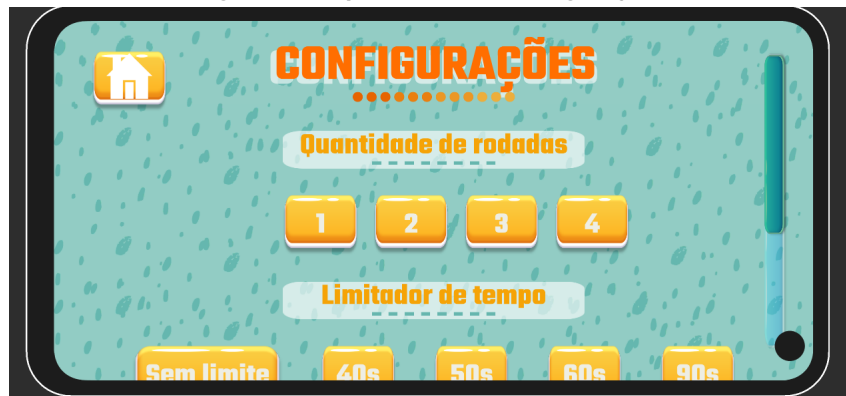 CONFIGURAÇÕES
Quantidade de rodadas
1 2 3 4
Limitador de tempo
Sem limite 40s 50s 60s 90s